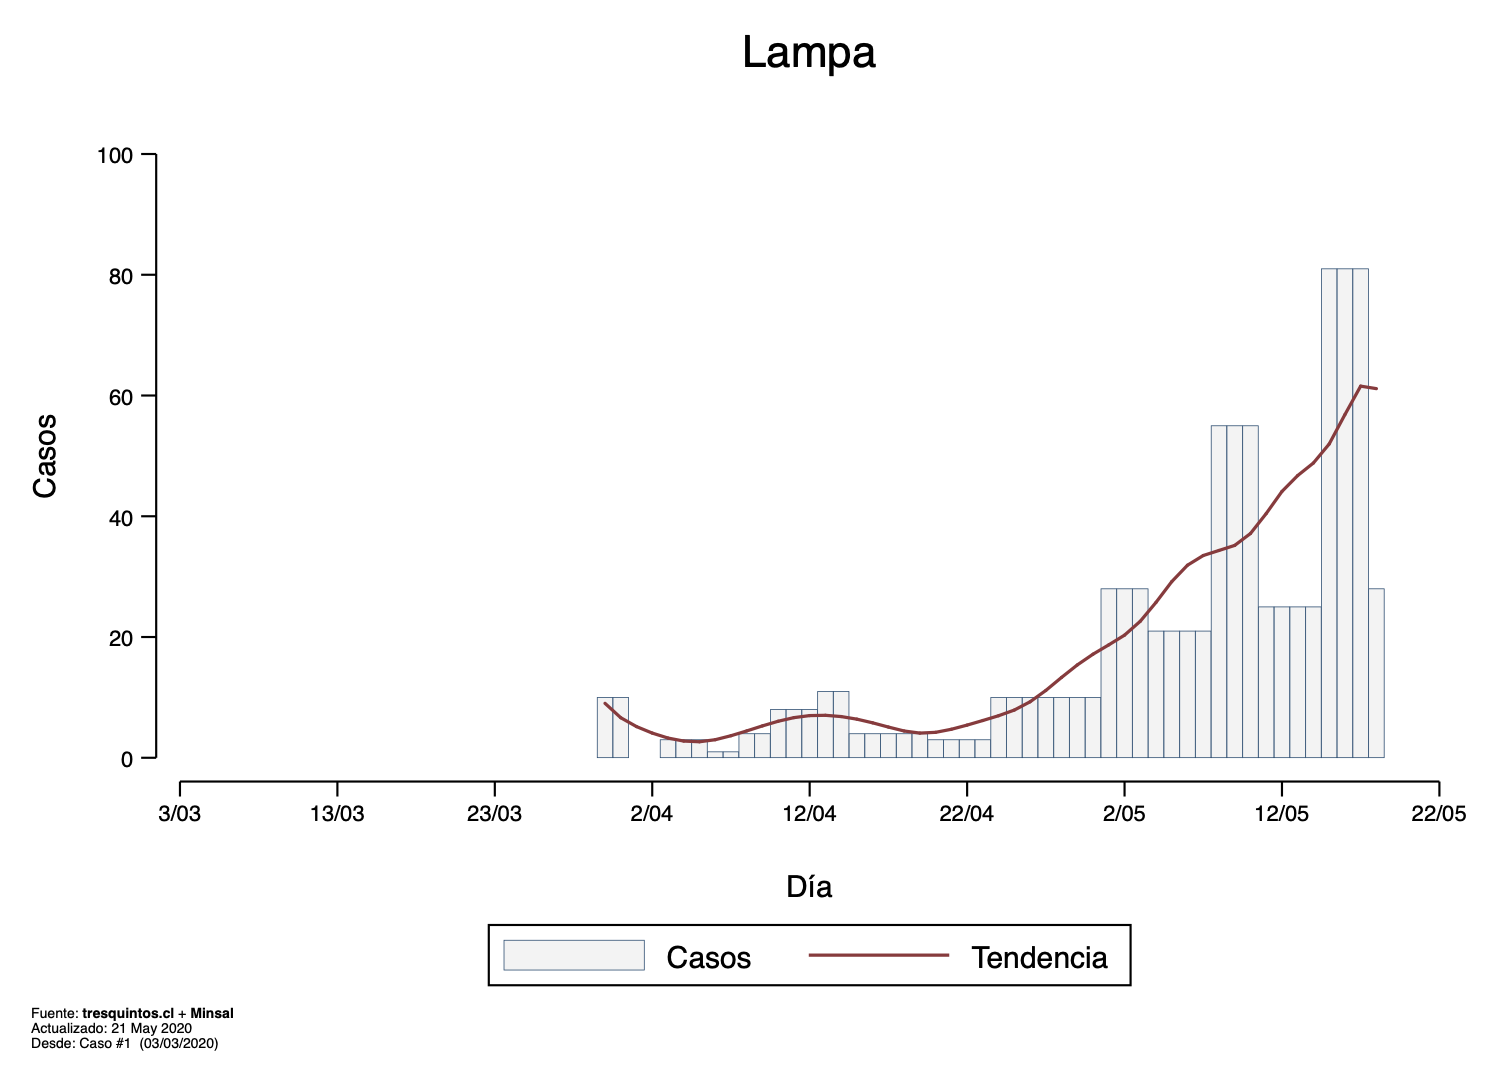 Lampa
100
80
60
40
20
0
Casos
3/03 13/03 23/03 2/04 12/04 22/04 2/05 12/05 22/05
Día
Casos Tendencia
Fuente: tresquintos.cl + Minsal
Actualizado: 21 May 2020
Desde: Caso #1 (03/03/2020)